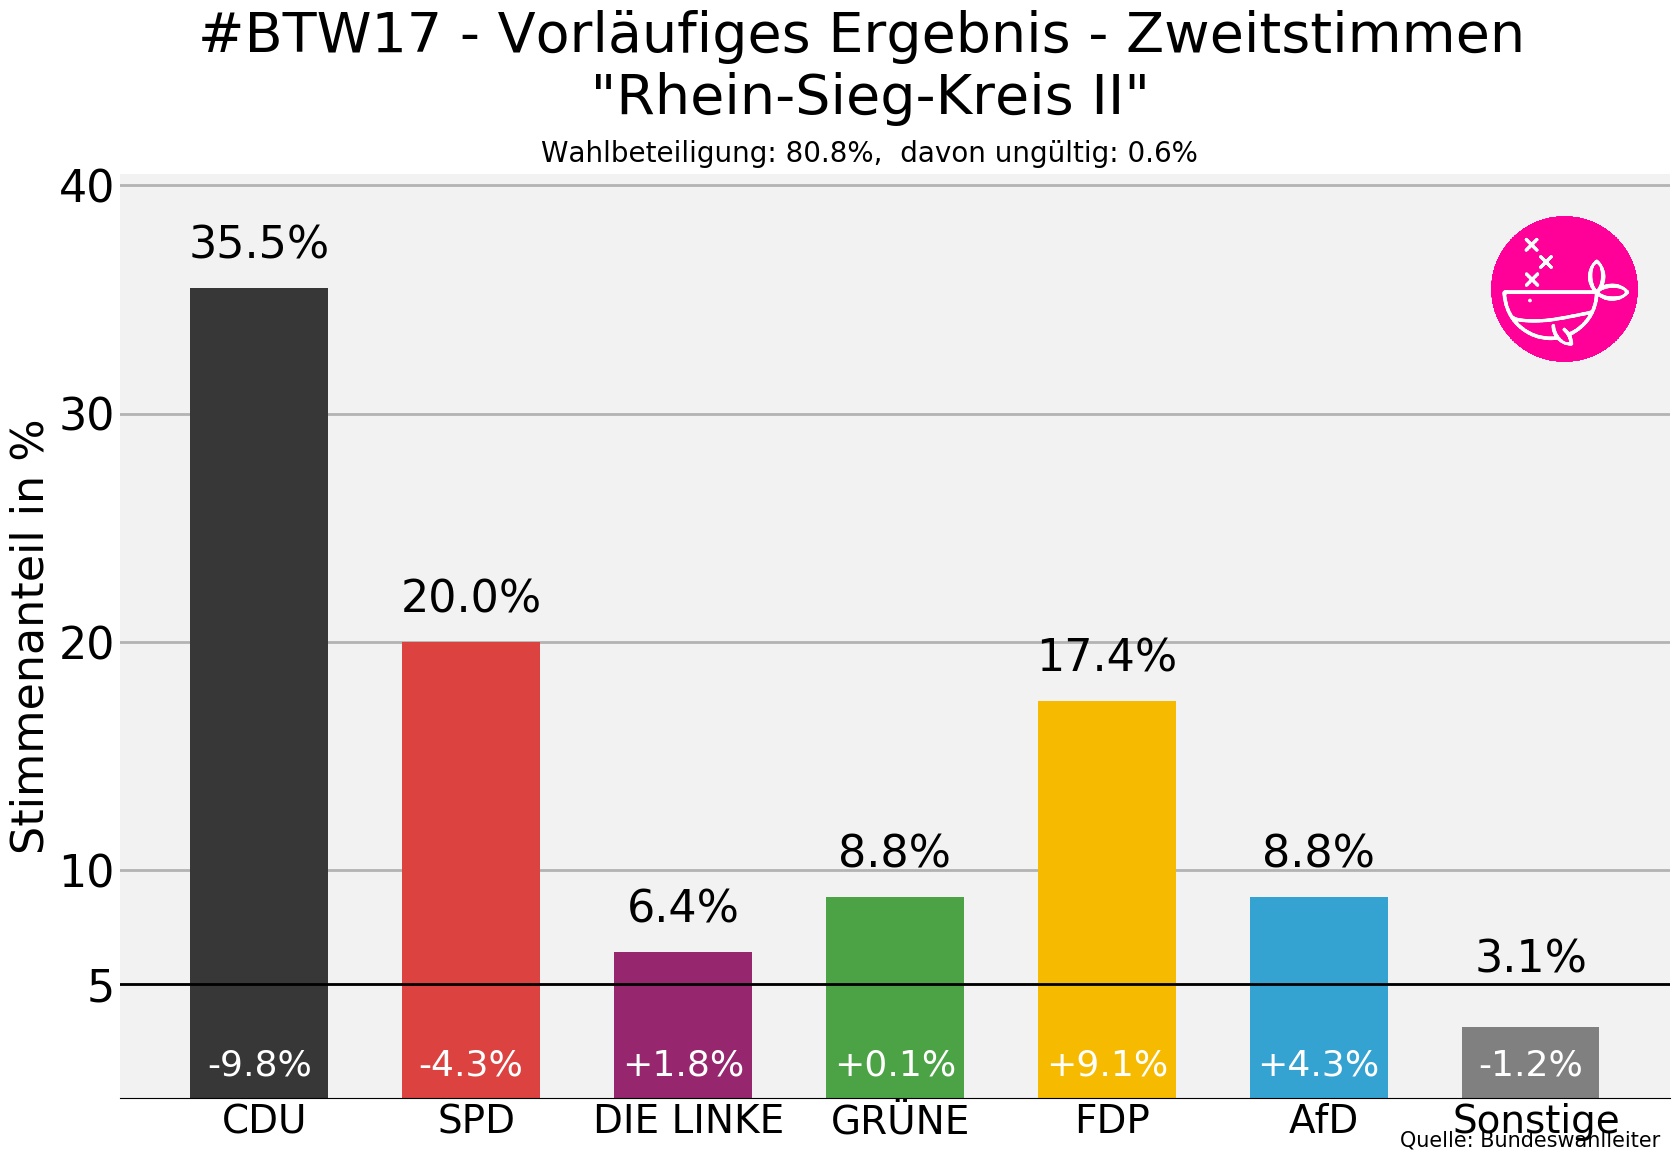 #BTW17 - Vorläufiges Ergebnis - Zweitstimmen
"Rhein-Sieg-Kreis II"
Wahlbeteiligung: 80.8%,  davon ungültig: 0.6%
Stimmenanteil in %
40
30
20
10
5
35.5%
20.0%
6.4%
8.8%
17.4%
8.8%
3.1%
-9.8%
-4.3%
+1.8%
+0.1%
+9.1%
+4.3%
-1.2%
CDU
SPD
DIE LINKE
GRÜNE
FDP
AfD
Sonstige
Quelle: Bundeswahlleiter